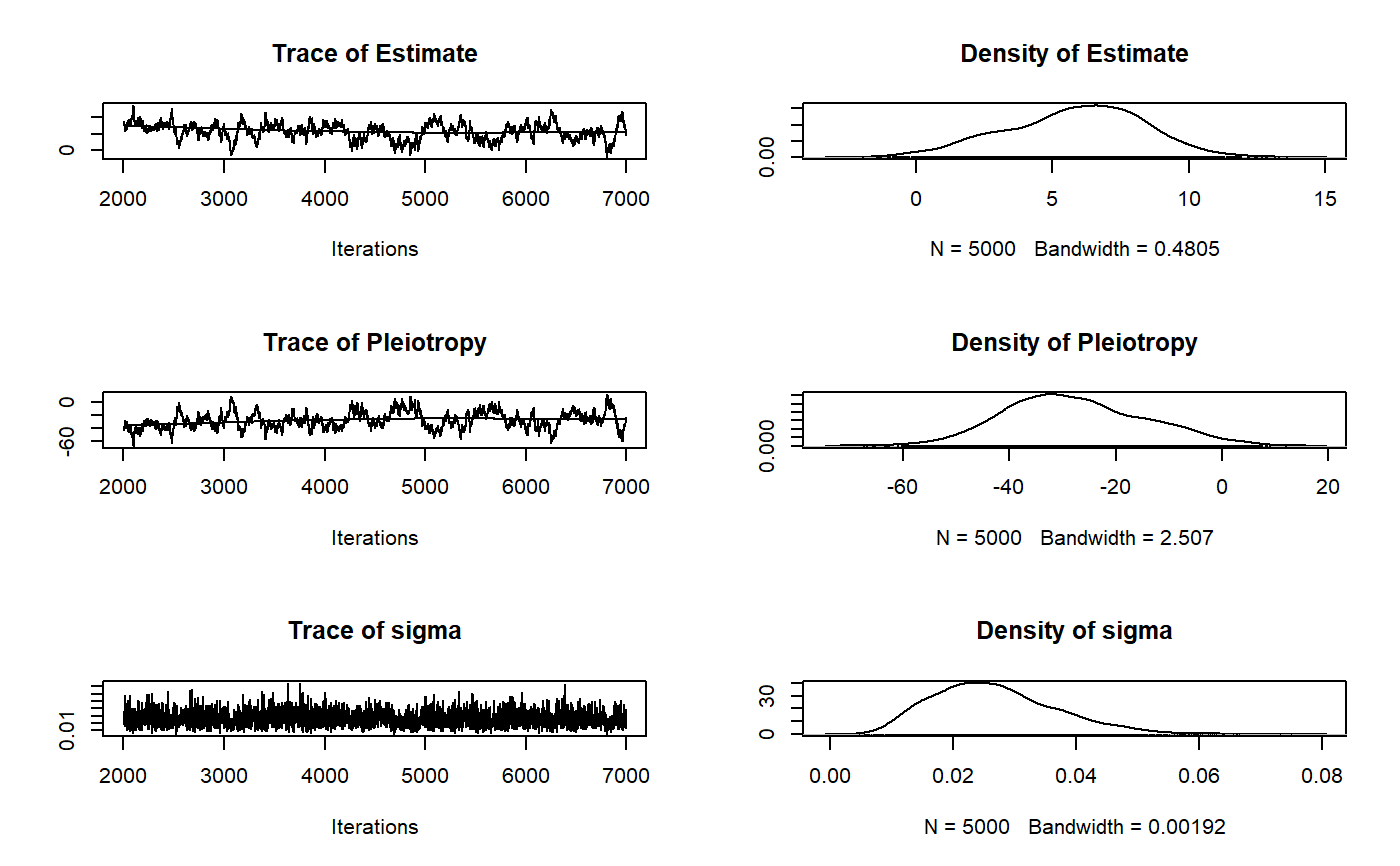 Trace of Estimate
0
2000 3000 4000 5000 6000 7000
Iterations
Density of Estimate
0.00
0 5 10 15
N = 5000 Bandwidth = 0.4805
Trace of Pleiotropy
0
-60
2000 3000 4000 5000 6000 7000
Iterations
Density of Pleiotropy
0.000
-60 -40 -20 0 20
N = 5000 Bandwidth = 2.507
Trace of sigma
0.01
2000 3000 4000 5000 6000 7000
Iterations
Density of sigma
30
0
0.00 0.02 0.04 0.06 0.08
N = 5000 Bandwidth = 0.00192